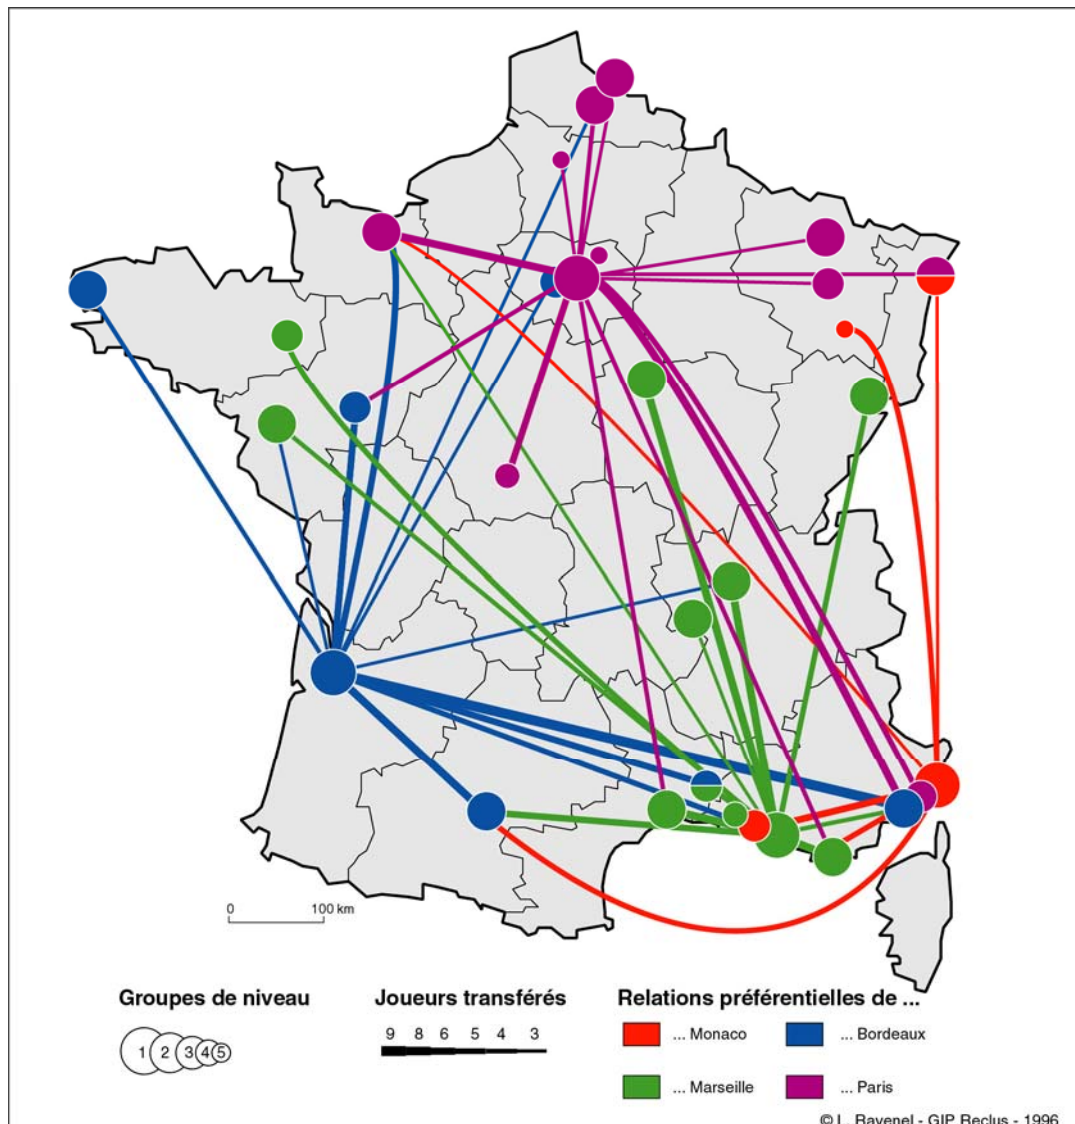 0 100 km
Groupes de niveau
1 2 3 4 5
Joueurs transférés
9 8 6 5 4 3
Relations préférentielles de ...
... Monaco
... Bordeaux
... Marseille
... Paris
© L. Ravenel - GIP Reclus - 1996